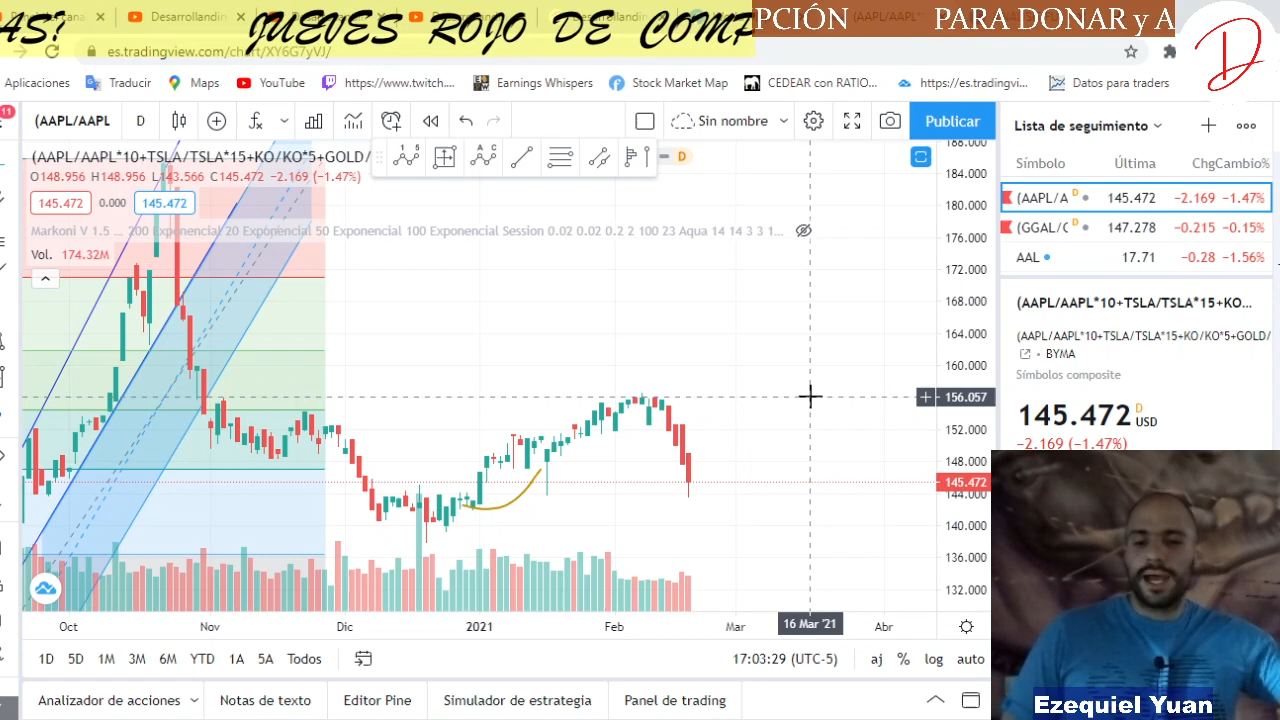 AS! JUEVES ROJO DE COMP
PCIÓN PARA DONAR y A
Desarrollandin
Desarrollandin
es.tradingview.com/chart/XY6G7yVJ/
Aplicaciones Traducir Maps YouTube https://www.twitch.... Earnings Whispers Stock Market Map CEDEAR con RATIO... https://es.tradingvi... Datos para traders
11
(AAPL/AAPL D Sin nombre Publicar
Lista de seguimiento
(AAPL/AAPL*10+TSLA/TSLA*15+KO/KO*5+GOLD/ D
O148.956 H148.956 L143.566 C145.472 −2.169 (−1.47%)
145.472 0.000 145.472
Markoni V 1.5 ... 200 Exponencial 20 Exponencial 50 Exponencial 100 Exponencial Session 0.02 0.02 0.2 2 100 23 Aqua 14 14 3 3 1...
Vol. 174.32M
188.000
184.000
180.000
176.000
172.000
168.000
164.000
160.000
156.057
152.000
148.000
145.472
144.000
140.000
136.000
132.000
Oct Nov Dic 2021 Feb Mar 16 Mar '21 Abr
1D 5D 1M 3M 6M YTD 1A 5A Todos 17:03:29 (UTC-5) aj % log auto
Analizador de acciones Notas de texto Editor Pine Simulador de estrategia Panel de trading
Símbolo Última Chg Cambio%
(AAPL/A D 145.472 −2.169 −1.47%
(GGAL/C D 147.278 −0.215 −0.15%
AAL 17.71 −0.28 −1.56%
(AAPL/AAPL*10+TSLA/TSLA*15+KO...
(AAPL/AAPL*10+TSLA/TSLA*15+KO/KO*5+GOLD/
BYMA
Símbolos composite
145.472 D USD
−2.169 (−1.47%)
Ezequiel Yuan